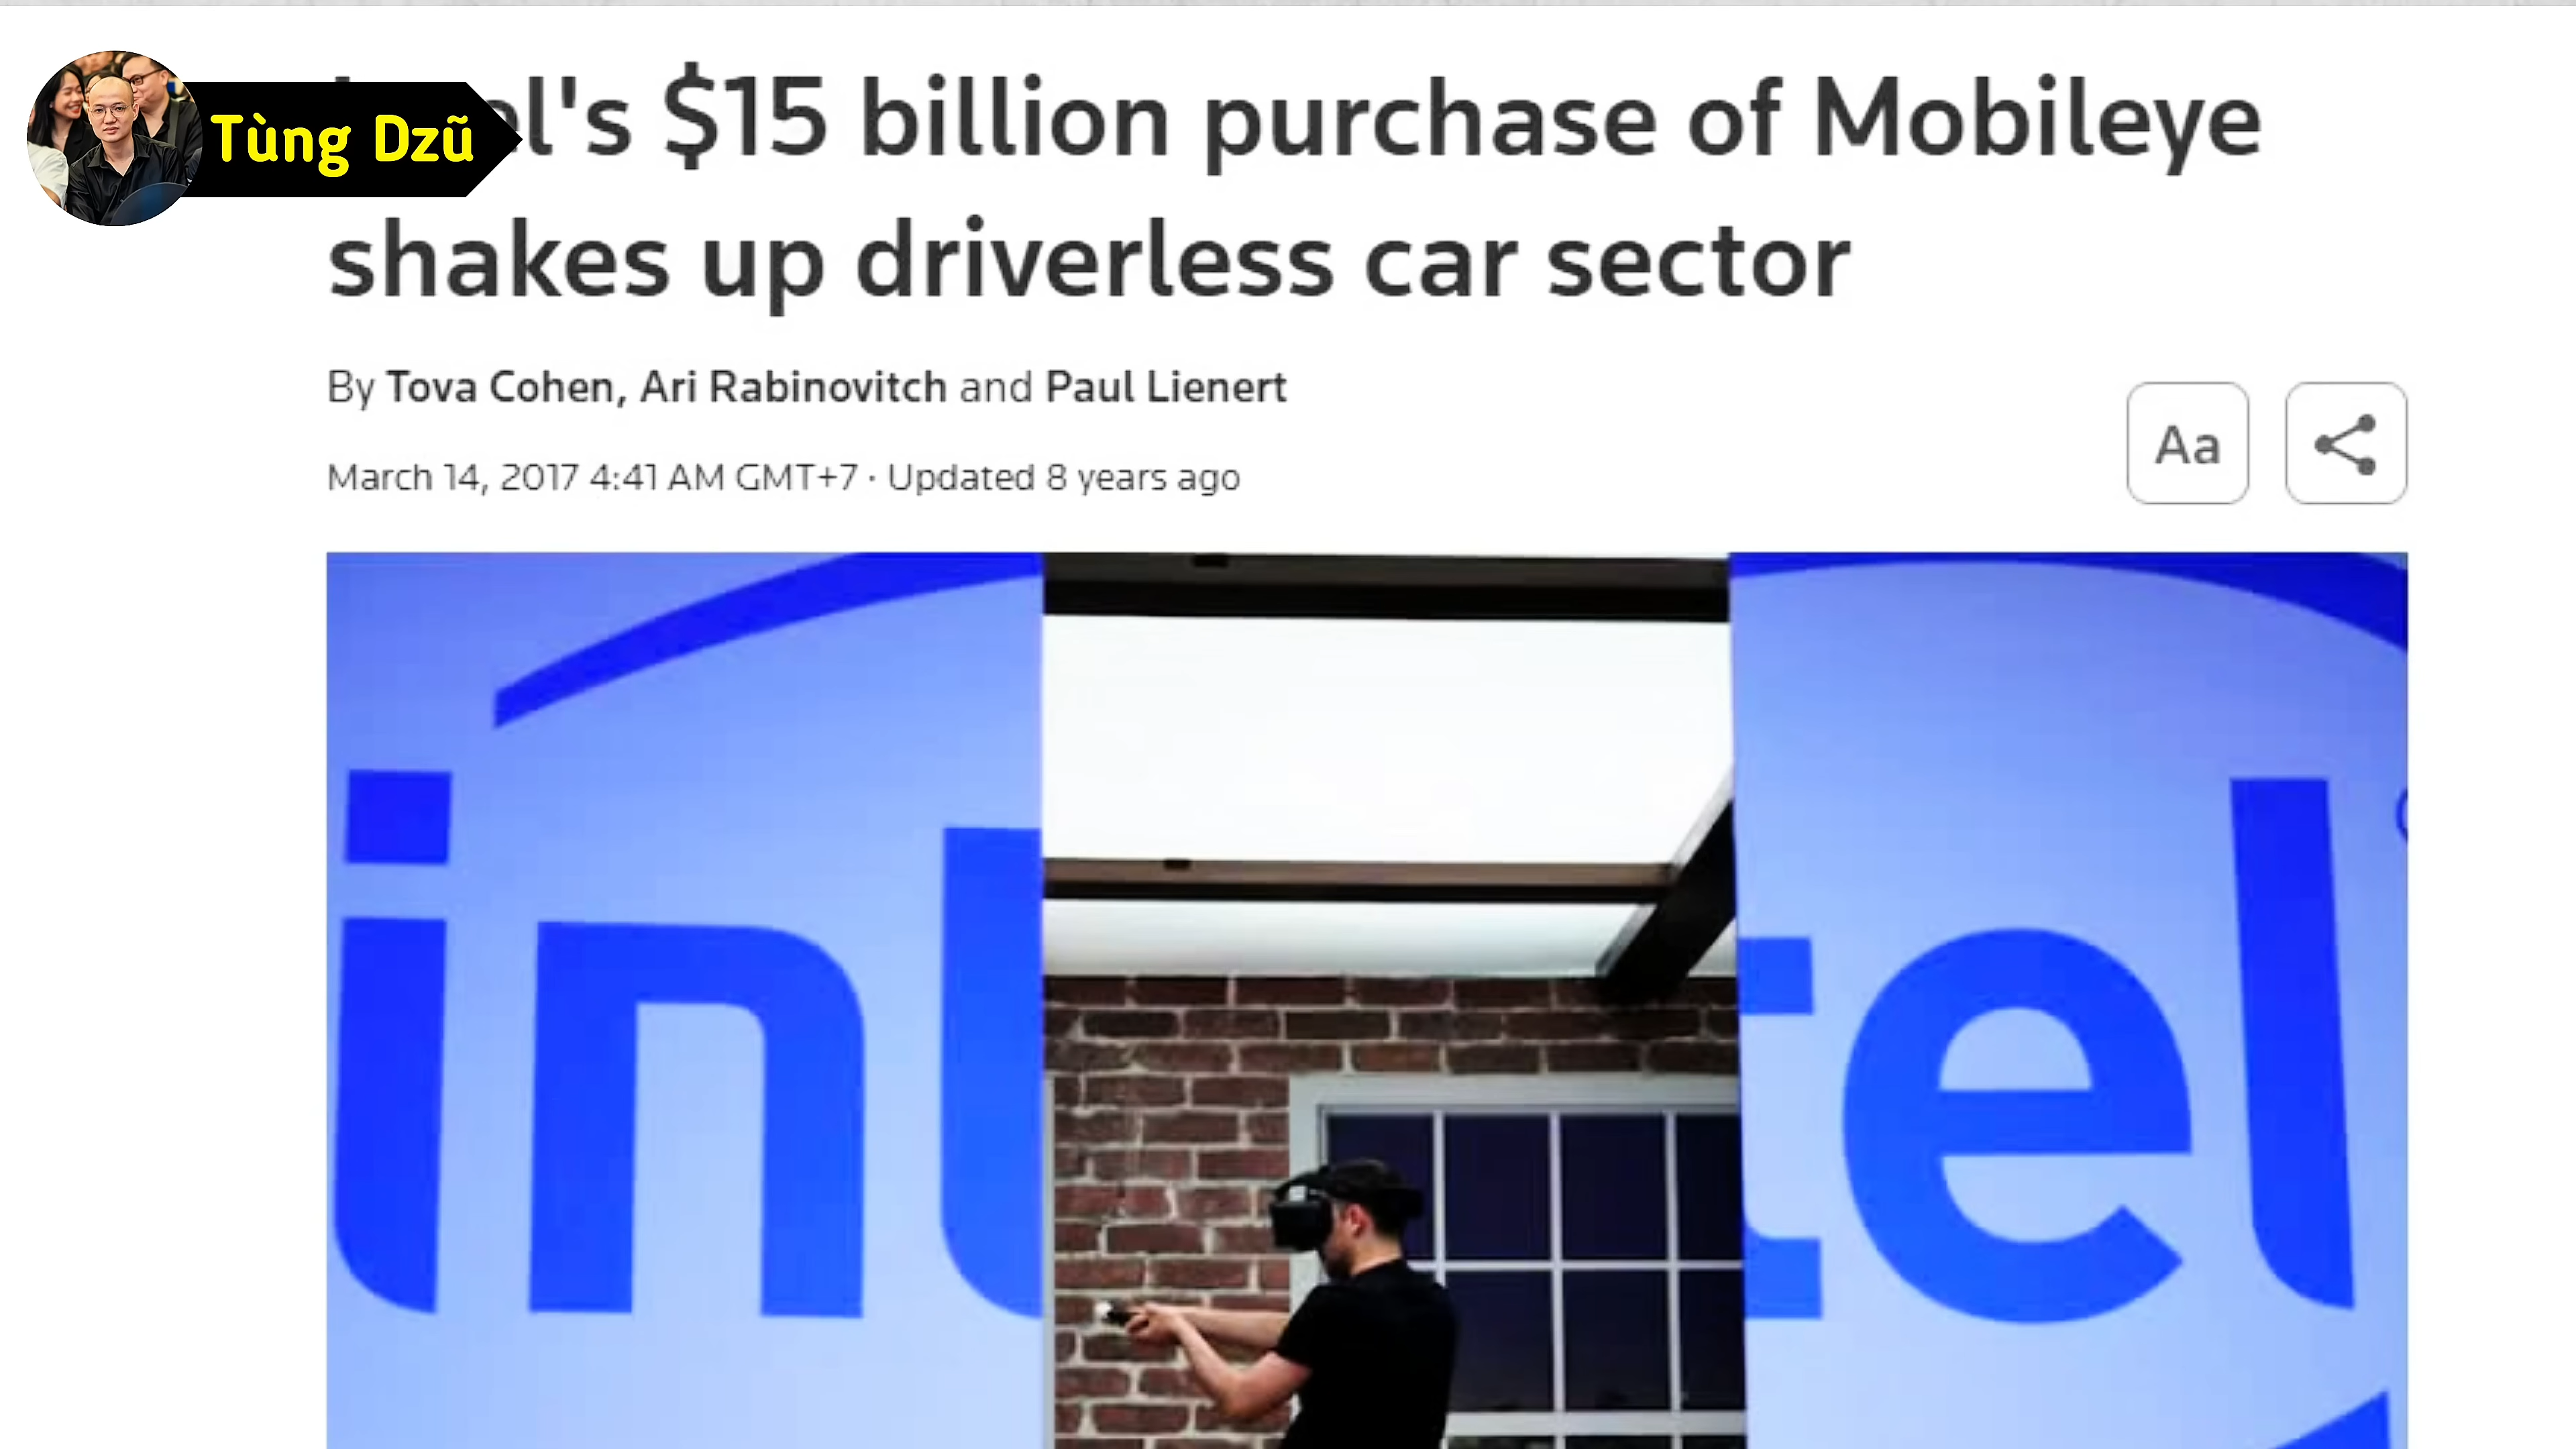 Tùng Dzũ
's $15 billion purchase of Mobileye
shakes up driverless car sector
By Tova Cohen, Ari Rabinovitch and Paul Lienert
March 14, 2017 4:41 AM GMT+7 · Updated 8 years ago
Aa
intel